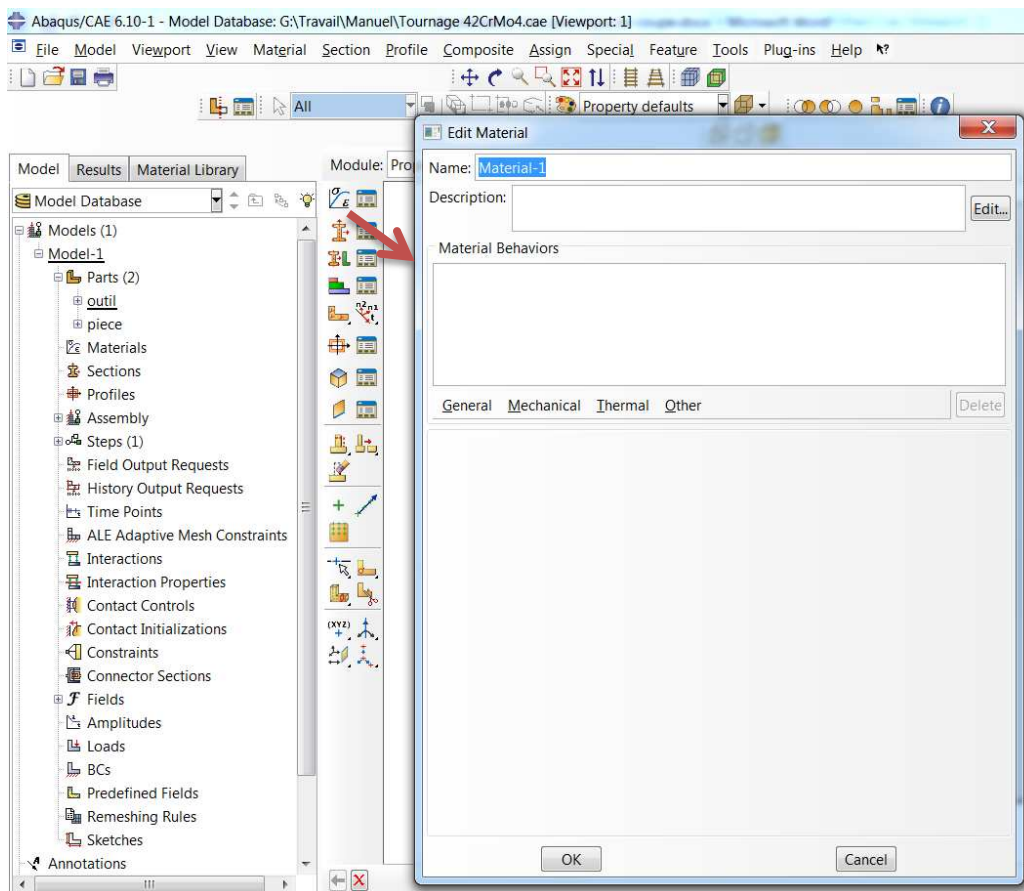 Abaqus/CAE 6.10-1 - Model Database: G:\Travail\Manuel\Tournage 42CrMo4.cae [Viewport: 1]
File Model Viewport View Material Section Profile Composite Assign Special Feature Tools Plug-ins Help
All
Property defaults
Model Results Material Library
Module: Pro
Model Database
Models (1)
Model-1
Parts (2)
outil
piece
Materials
Sections
Profiles
Assembly
Steps (1)
Field Output Requests
History Output Requests
Time Points
ALE Adaptive Mesh Constraints
Interactions
Interaction Properties
Contact Controls
Contact Initializations
Constraints
Connector Sections
Fields
Amplitudes
Loads
BCs
Predefined Fields
Remeshing Rules
Sketches
Annotations
(XYZ)
Edit Material
Name: Material-1
Description:
Edit...
Material Behaviors
General Mechanical Thermal Other
Delete
OK Cancel